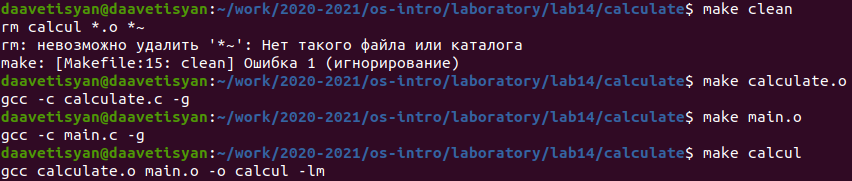 daavetisyan@daavetisyan:~/work/2020-2021/os-intro/laboratory/lab14/calculate$ make clean
rm calcul *.o *~
rm: невозможно удалить '*~': Нет такого файла или каталога
make: [Makefile:15: clean] Ошибка 1 (игнорирование)
daavetisyan@daavetisyan:~/work/2020-2021/os-intro/laboratory/lab14/calculate$ make calculate.o
gcc -c calculate.c -g
daavetisyan@daavetisyan:~/work/2020-2021/os-intro/laboratory/lab14/calculate$ make main.o
gcc -c main.c -g
daavetisyan@daavetisyan:~/work/2020-2021/os-intro/laboratory/lab14/calculate$ make calcul
gcc calculate.o main.o -o calcul -lm